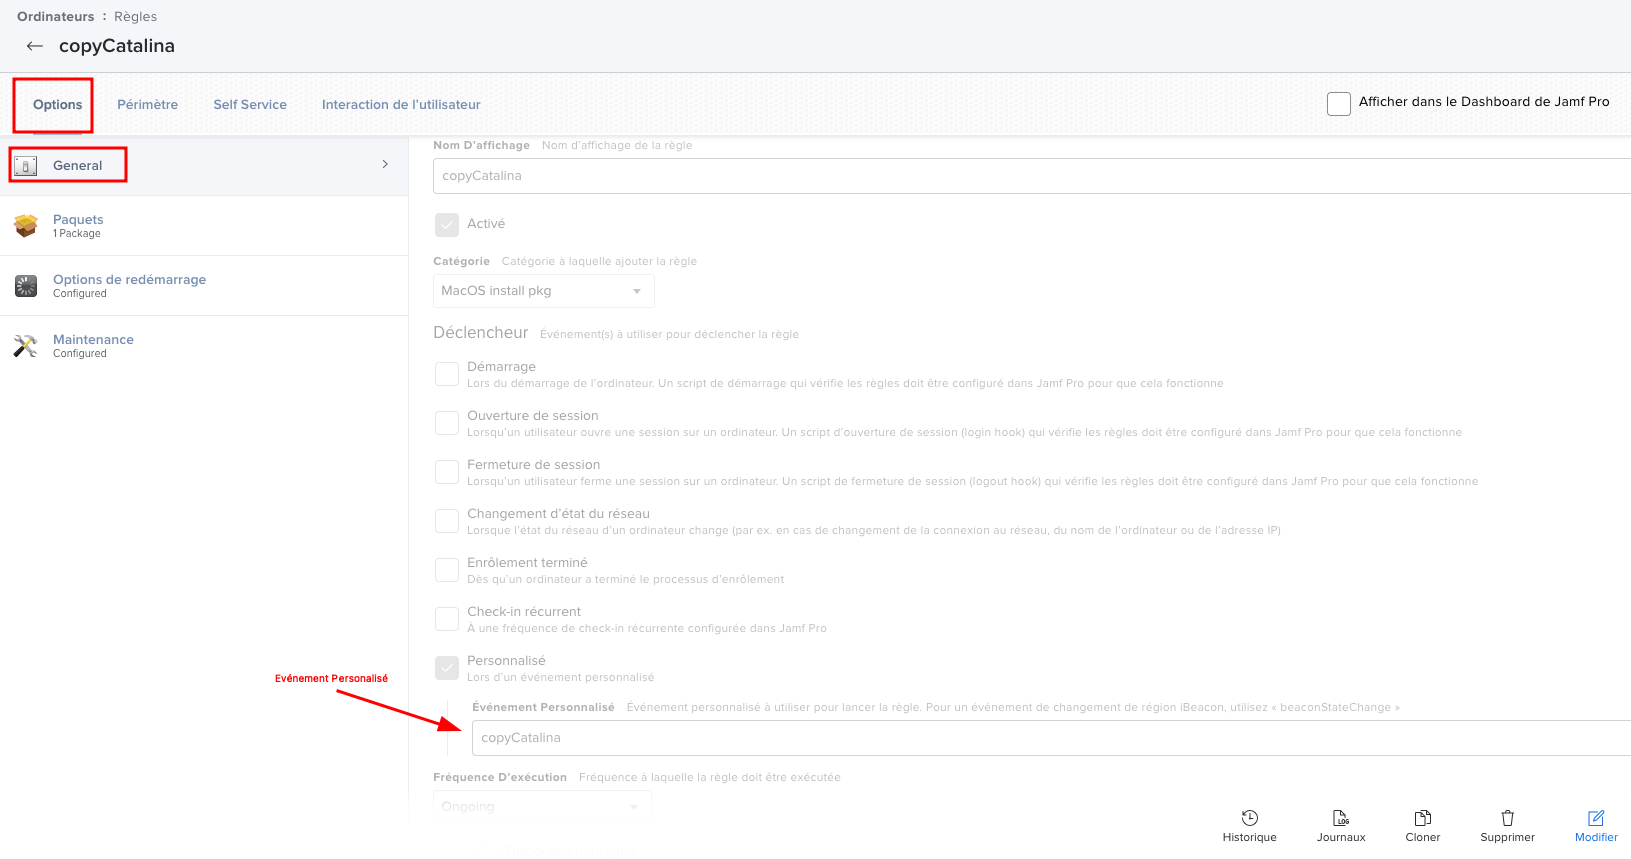 Ordinateurs : Règles
copyCatalina
Options Périmètre Self Service Interaction de l'utilisateur
Afficher dans le Dashboard de Jamf Pro
General
Paquets
1 Package
Options de redémarrage
Configured
Maintenance
Configured
Nom D'affichage Nom d'affichage de la règle
copyCatalina
Activé
Catégorie Catégorie à laquelle ajouter la règle
MacOS install pkg
Déclencheur Événement(s) à utiliser pour déclencher la règle
Démarrage
Lors du démarrage de l'ordinateur. Un script de démarrage qui vérifie les règles doit être configuré dans Jamf Pro pour que cela fonctionne
Ouverture de session
Lorsqu'un utilisateur ouvre une session sur un ordinateur. Un script d'ouverture de session (login hook) qui vérifie les règles doit être configuré dans Jamf Pro pour que cela fonctionne
Fermeture de session
Lorsqu'un utilisateur ferme une session sur un ordinateur. Un script de fermeture de session (logout hook) qui vérifie les règles doit être configuré dans Jamf Pro pour que cela fonctionne
Changement d'état du réseau
Lorsque l'état du réseau d'un ordinateur change (par ex. en cas de changement de la connexion au réseau, du nom de l'ordinateur ou de l'adresse IP)
Enrôlement terminé
Dès qu'un ordinateur a terminé le processus d'enrôlement
Check-in récurrent
À une fréquence de check-in récurrente configurée dans Jamf Pro
Personnalisé
Lors d'un événement personnalisé
Evénement Personalisé
Événement Personnalisé Événement personnalisé à utiliser pour lancer la règle. Pour un événement de changement de région iBeacon, utilisez « beaconStateChange »
copyCatalina
Fréquence D'exécution Fréquence à laquelle la règle doit être exécutée
Ongoing
LOG
Historique Journaux Cloner Supprimer Modifier